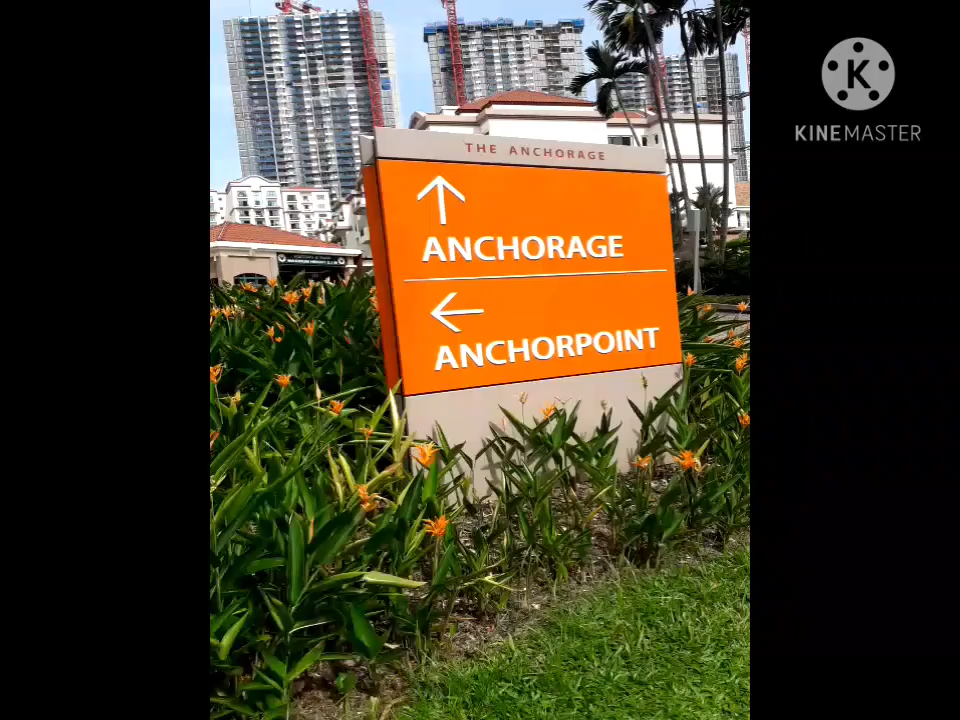 THE ANCHORAGE
ANCHORAGE
ANCHORPOINT
K
KINEMASTER